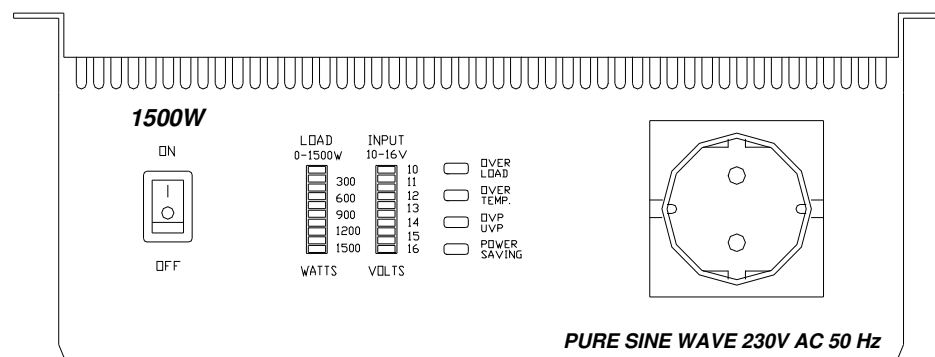 1500W
ON
OFF
LOAD
0-1500W
300
600
900
1200
1500
WATTS
INPUT
10-16V
10
11
12
13
14
15
16
VOLTS
OVER
LOAD
OVER
TEMP.
OVP
UVP
POWER
SAVING
PURE SINE WAVE 230V AC 50 Hz